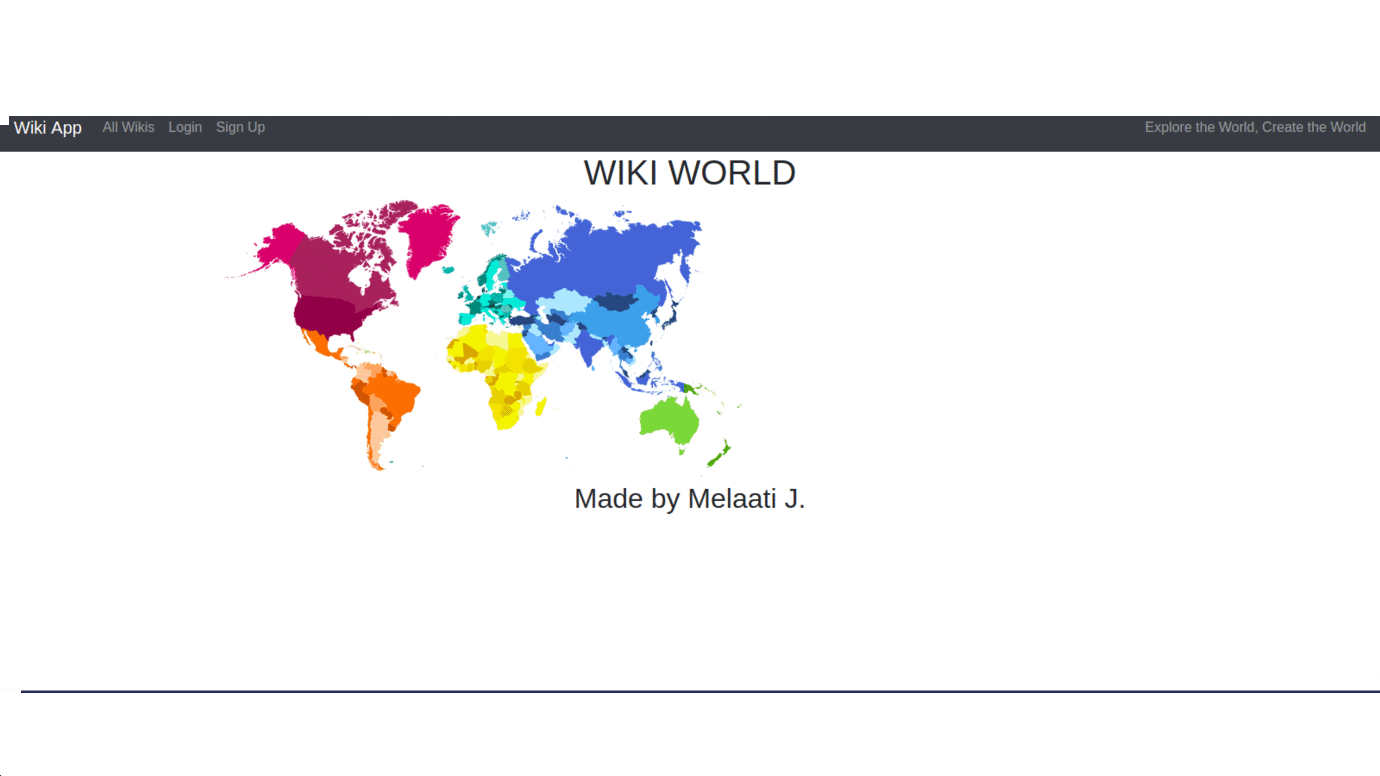 Wiki App All Wikis Login Sign Up Explore the World, Create the World
WIKI WORLD
Made by Melaati J.